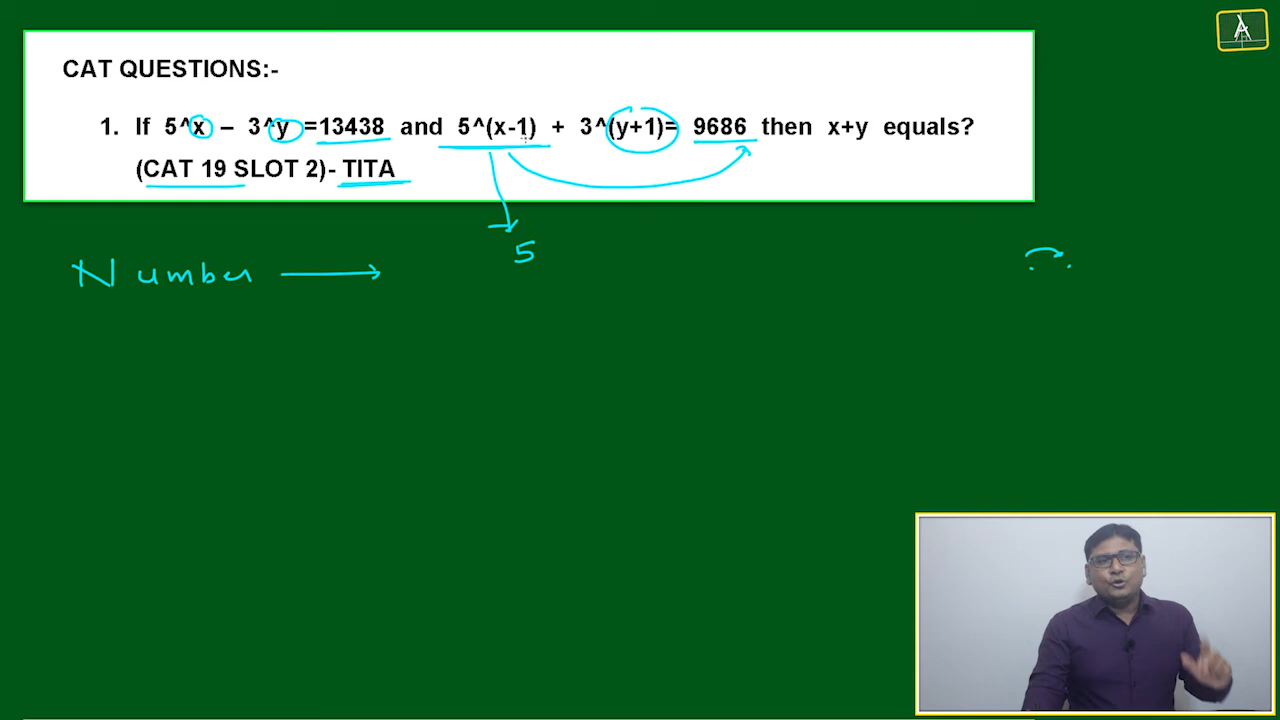 CAT QUESTIONS:-
1. If 5^x – 3^y =13438 and 5^(x-1) + 3^(y+1)= 9686 then x+y equals?
(CAT 19 SLOT 2)- TITA
5
Number